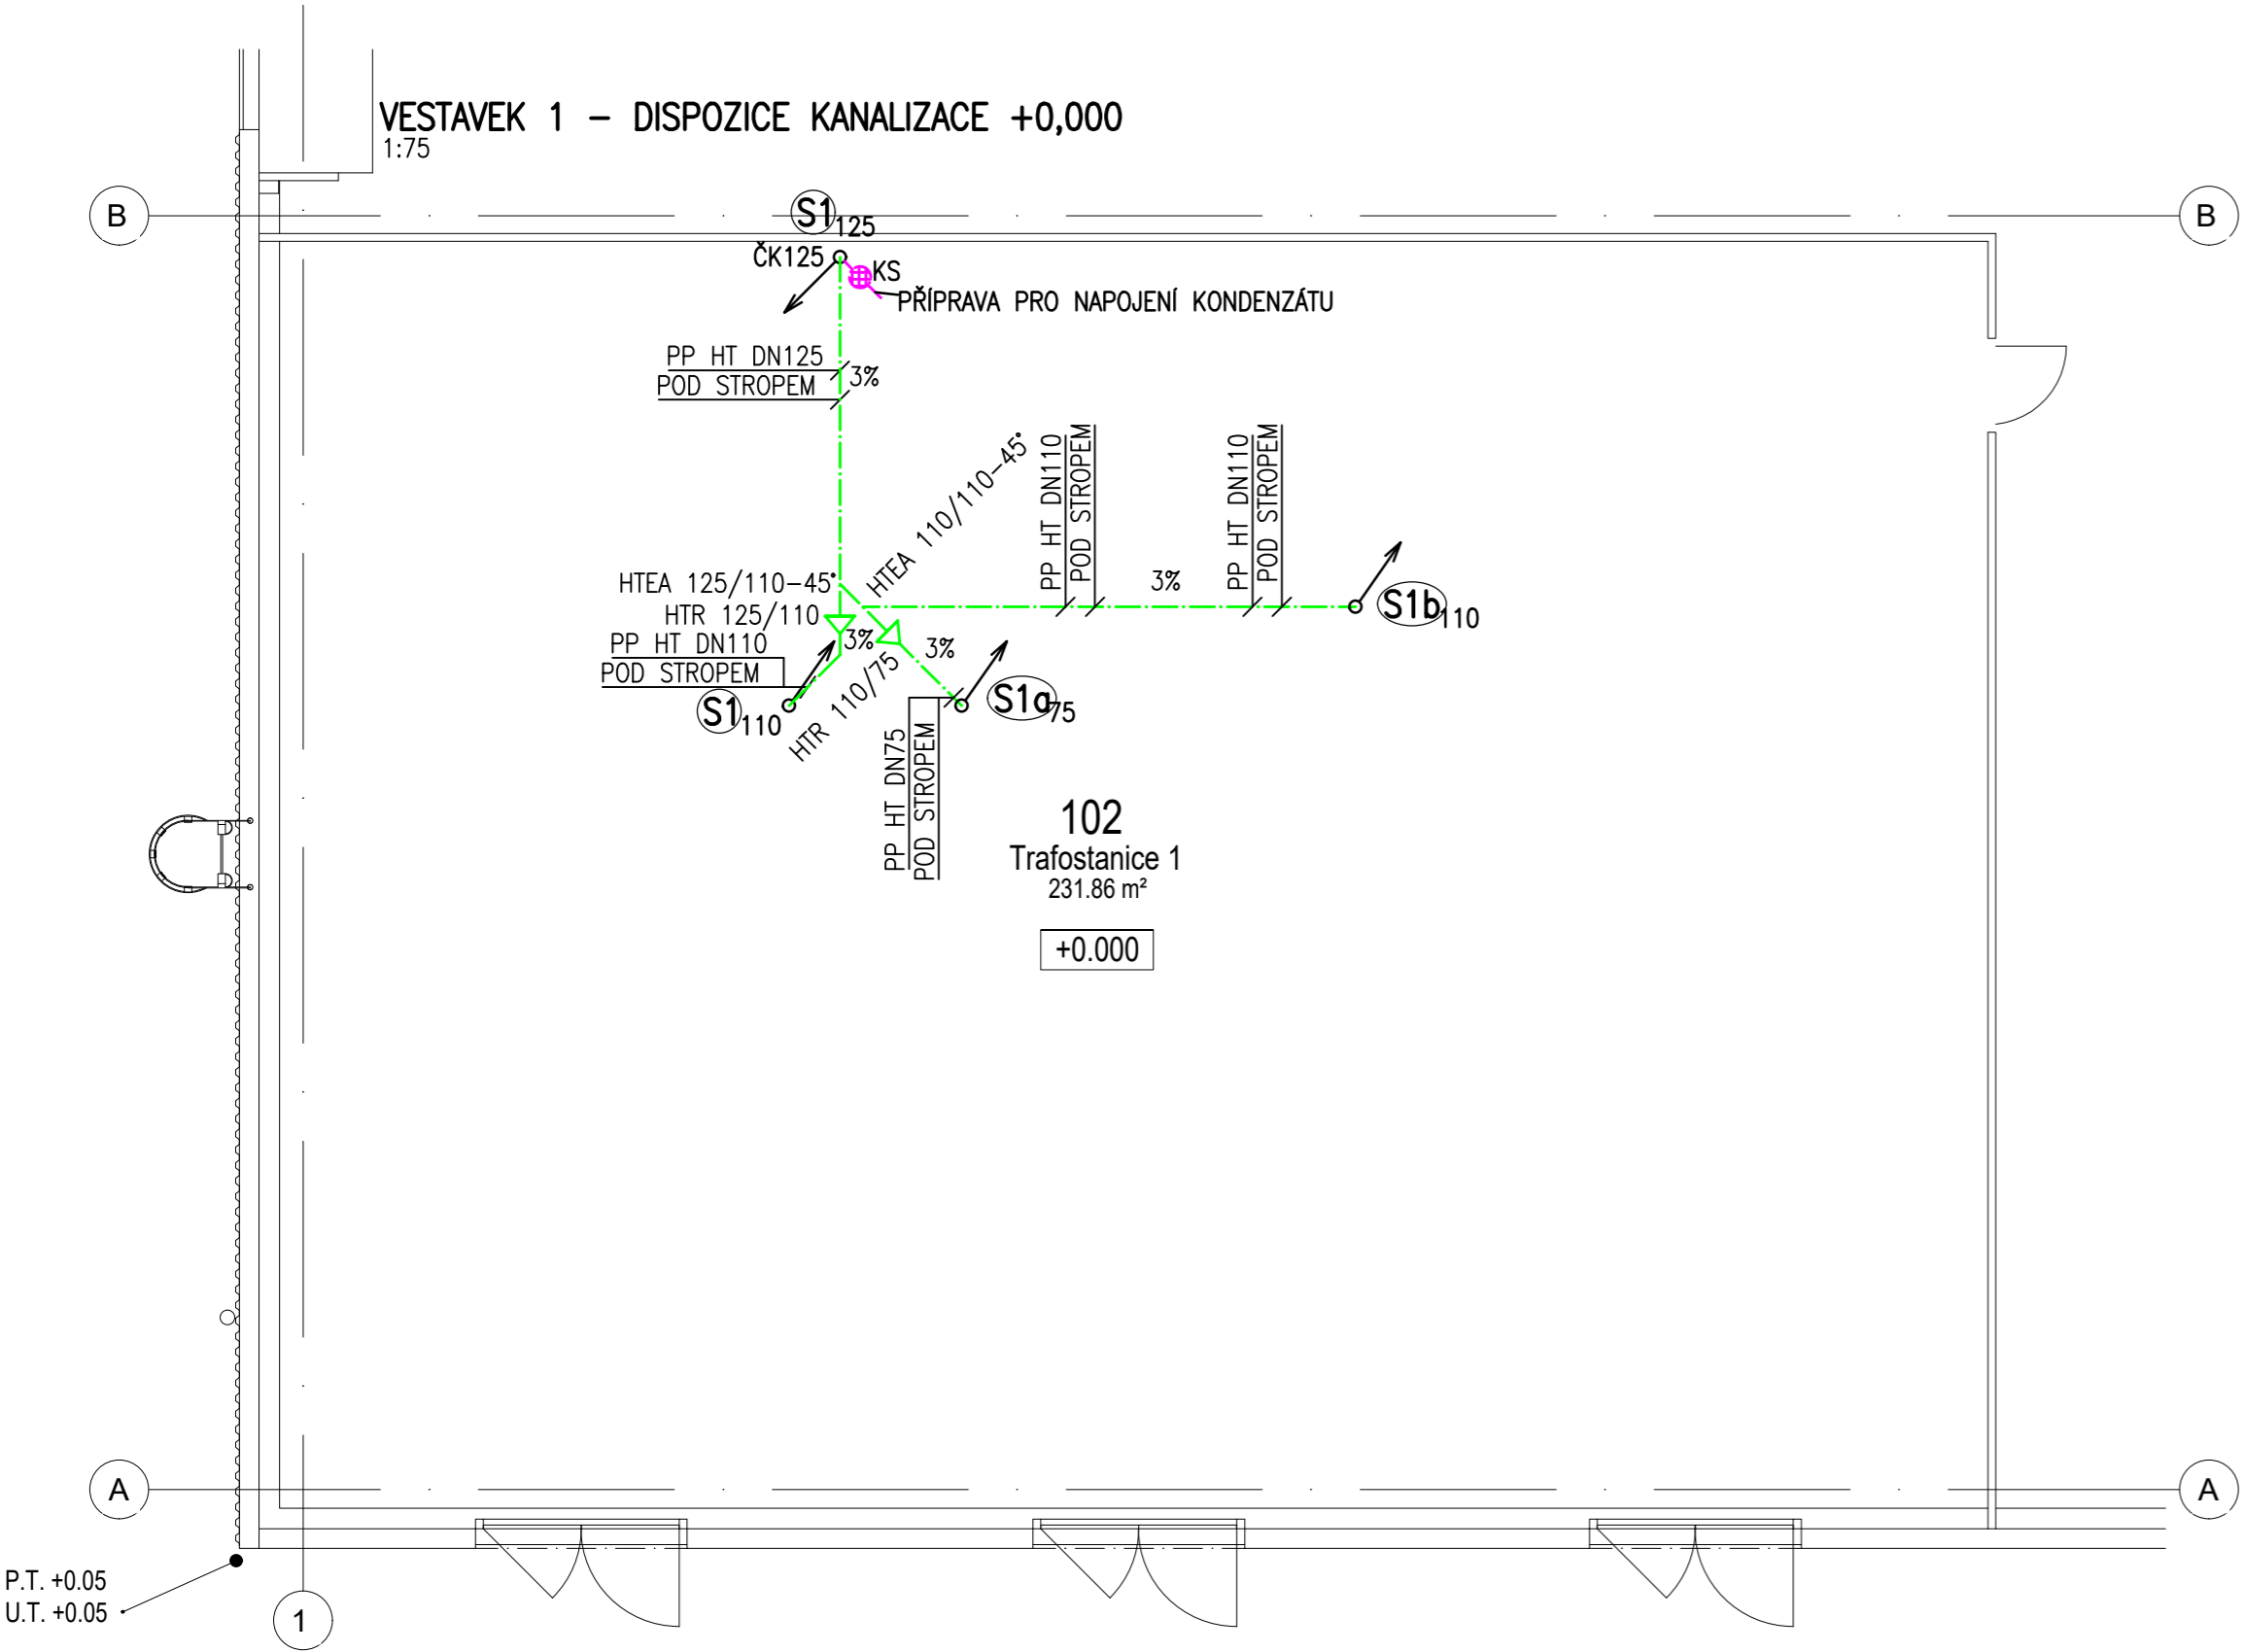 VESTAVEK 1 – DISPOZICE KANALIZACE +0,000
1:75
B
B
S1 125
ČK125
KS
PŘÍPRAVA PRO NAPOJENÍ KONDENZÁTU
PP HT DN125
POD STROPEM
3%
HTEA 110/110–45°
PP HT DN110
POD STROPEM
PP HT DN110
POD STROPEM
3%
HTEA 125/110–45°
HTR 125/110
PP HT DN110
POD STROPEM
3%
3%
S1b 110
S1 110
HTR 110/75
S1a 75
PP HT DN75
POD STROPEM
102
Trafostanice 1
231.86 m²
+0.000
A
A
P.T. +0.05
U.T. +0.05
1